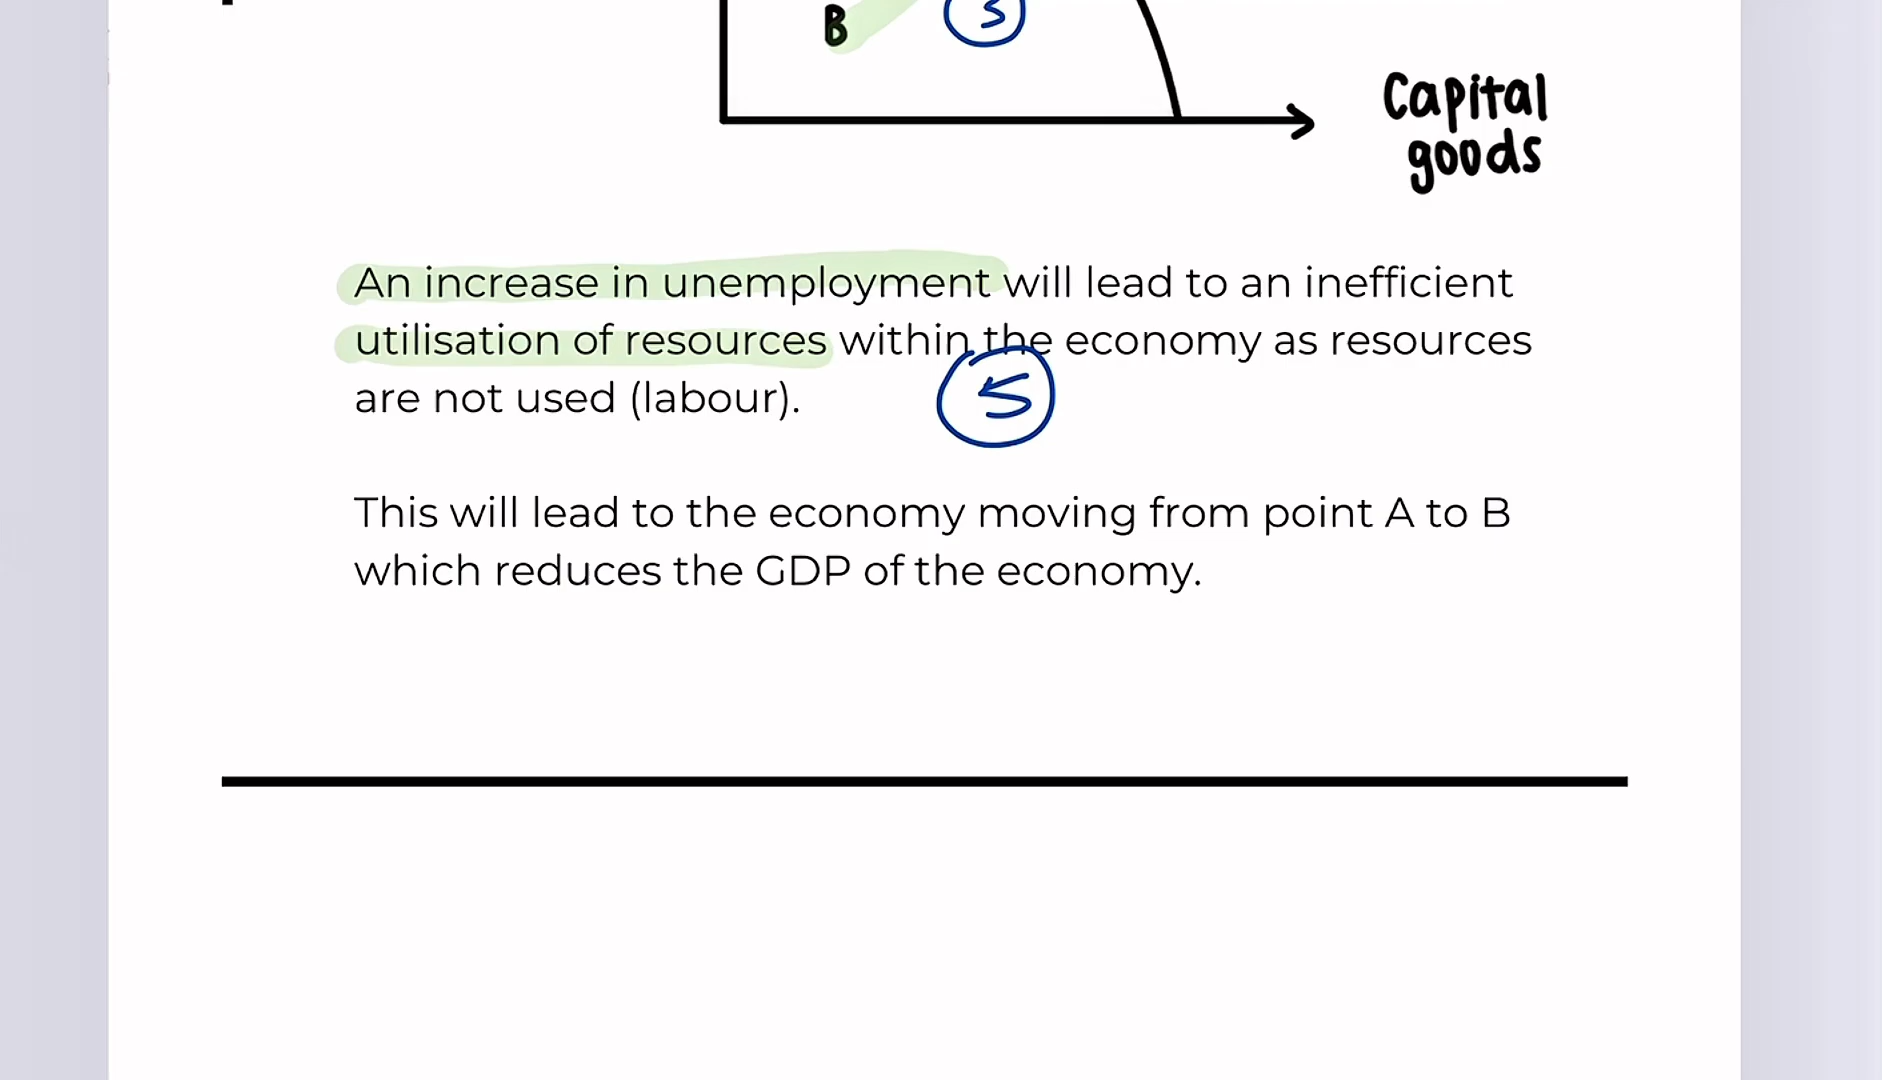 B
3
Capital
goods
An increase in unemployment will lead to an inefficient
utilisation of resources within the economy as resources
are not used (labour).
5
This will lead to the economy moving from point A to B
which reduces the GDP of the economy.